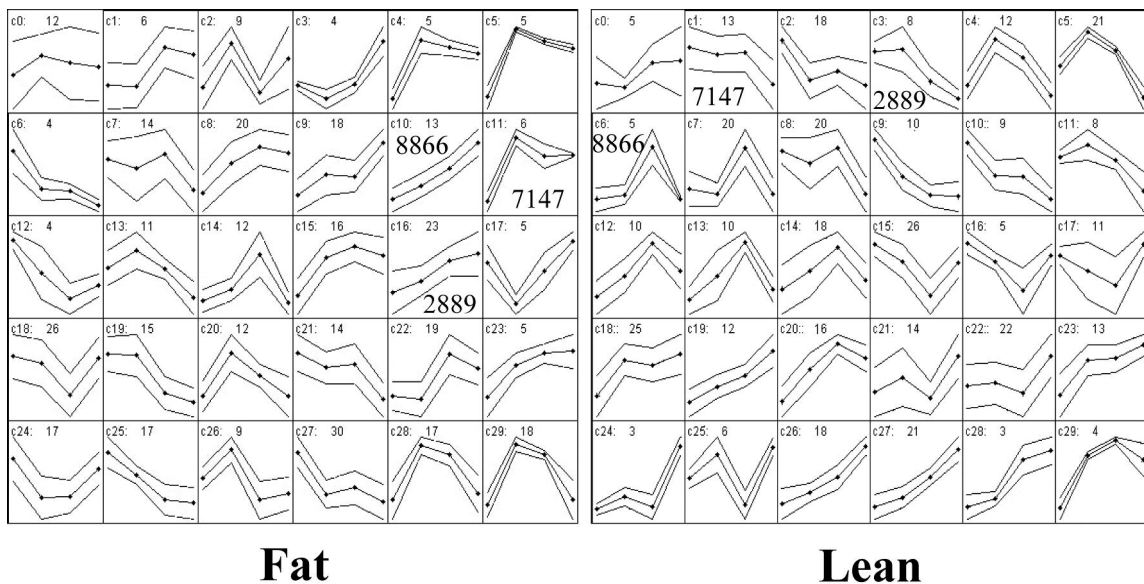 c0: 12 c1: 6 c2: 9 c3: 4 c4: 5 c5: 5
c6: 4 c7: 14 c8: 20 c9: 18 c10: 13 c11: 6
8866
7147
c12: 4 c13: 11 c14: 12 c15: 16 c16: 23 c17: 5
2889
c18: 26 c19: 15 c20: 12 c21: 14 c22: 19 c23: 5
c24: 17 c25: 17 c26: 9 c27: 30 c28: 17 c29: 18
Fat
c0: 5 c1: 13 c2: 18 c3: 8 c4: 12 c5: 21
7147 2889
c6: 5 c7: 20 c8: 20 c9: 10 c10:: 9 c11: 8
8866
c12: 10 c13: 10 c14: 18 c15: 26 c16: 5 c17: 11
c18:: 25 c19: 12 c20:: 16 c21: 14 c22:: 22 c23: 13
c24: 3 c25: 6 c26: 18 c27: 21 c28: 3 c29: 4
Lean